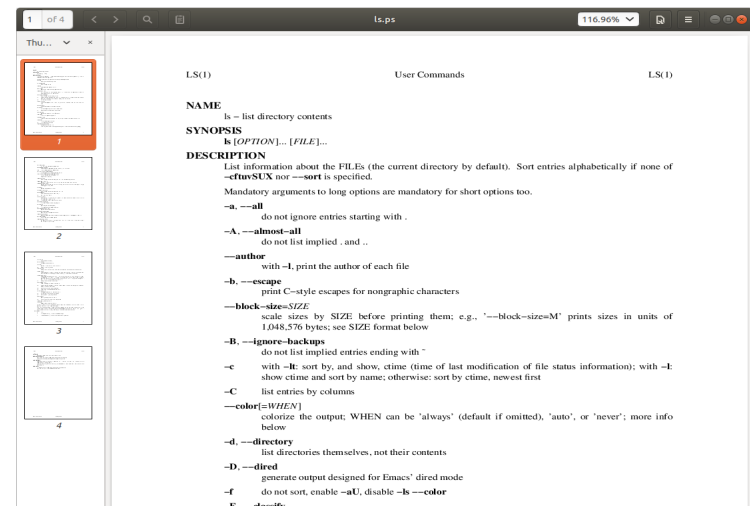 1 of 4
ls.ps
116.96%
Thu...
LS(1) User Commands LS(1)
NAME
ls − list directory contents
SYNOPSIS
ls [OPTION]... [FILE]...
DESCRIPTION
List information about the FILEs (the current directory by default). Sort entries alphabetically if none of
−cftuvSUX nor −−sort is specified.
Mandatory arguments to long options are mandatory for short options too.
−a, −−all
do not ignore entries starting with .
−A, −−almost−all
do not list implied . and ..
−−author
with −l, print the author of each file
−b, −−escape
print C−style escapes for nongraphic characters
−−block−size=SIZE
scale sizes by SIZE before printing them; e.g., '−−block−size=M' prints sizes in units of
1,048,576 bytes; see SIZE format below
−B, −−ignore−backups
do not list implied entries ending with ~
−c with −lt: sort by, and show, ctime (time of last modification of file status information); with −l:
show ctime and sort by name; otherwise: sort by ctime, newest first
−C list entries by columns
−−color[=WHEN]
colorize the output; WHEN can be 'always' (default if omitted), 'auto', or 'never'; more info
below
−d, −−directory
list directories themselves, not their contents
−D, −−dired
generate output designed for Emacs' dired mode
−f do not sort, enable −aU, disable −ls −−color
−F, −−classify
1
2
3
4